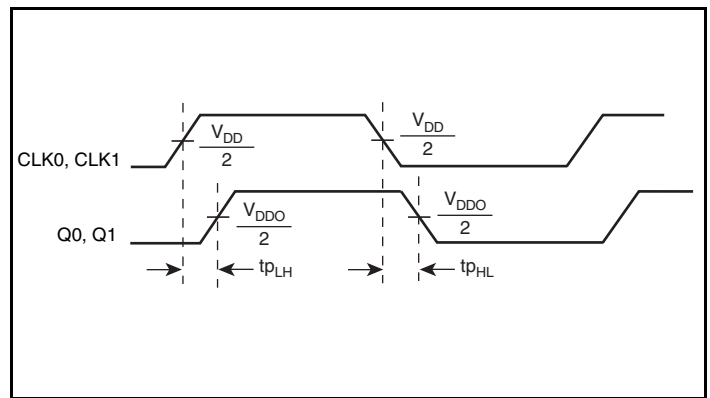 CLK0, CLK1
V_DD
2
V_DD
2
Q0, Q1
V_DDO
2
V_DDO
2
tp_LH
tp_HL